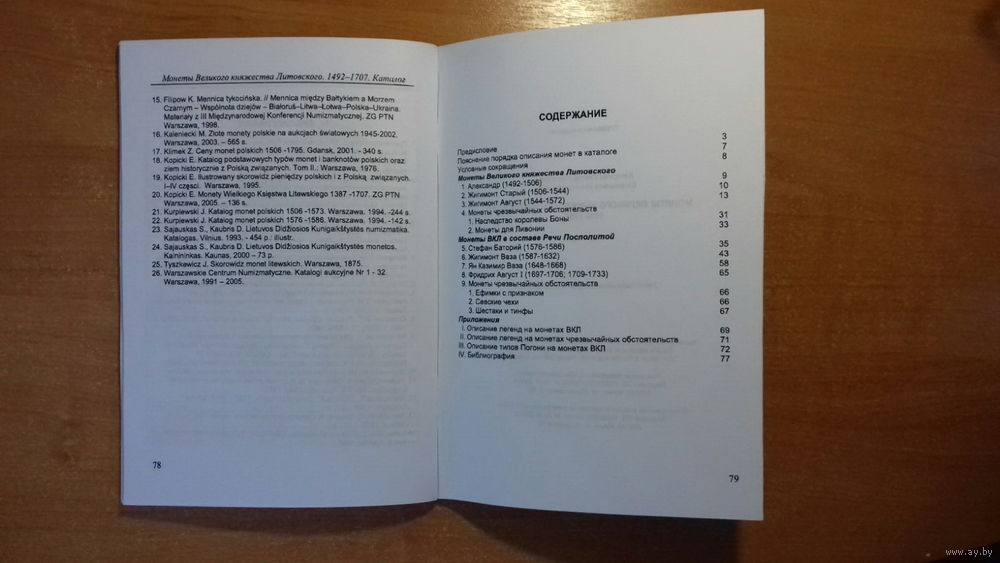 Монеты Великого княжества Литовского. 1492–1707. Каталог
15. Filipow K. Mennica tykocińska. // Mennica między Bałtykiem a Morzem
Czarnym – Wspólnota dziejów – Białoruś–Litwa–Łotwa–Polska–Ukraina.
Materiały z III Międzynarodowej Konferencji Numizmatycznej. ZG PTN
Warszawa, 1998.
16. Kaleniecki M. Złote monety polskie na aukcjach światowych 1945-2002.
Warszawa, 2003. – 565 s.
17. Klimek Z. Ceny monet polskich 1506 -1795. Gdansk, 2001. - 340 s.
18. Kopicki E. Katalog podstawowych typów monet i banknotów polskich oraz
ziem historycznie z Polską związanych. Tom II.: Warszawa, 1976.
19. Kopicki E. Ilustrowany skorowidz pieniędzy polskich i z Polską związanych.
I–IV części. Warszawa, 1995.
20. Kopicki E. Monety Wielkiego Księstwa Litewskiego 1387 -1707. ZG PTN
Warszawa, 2005. – 136 s.
21. Kurpiewski J. Katalog monet polskich 1506 -1573. Warszawa. 1994. -244 s.
22. Kurpiewski J. Katalog monet polskich 1576 -1586. Warszawa. 1994. -142 s.
23. Sajauskas S., Kaubris D. Lietuvos Didžiosios Kunigaikštystės numizmatika.
Katalogas. Vilnius. 1993. - 454 p.: illustr.
24. Sajauskas S., Kaubris D. Lietuvos Didžiosios Kunigaikštystės monetos.
Kainininkas. Kaunas, 2000 – 73 p.
25. Tyszkewicz J. Skorowidz monet litewskich. Warszawa, 1875.
26. Warszawskie Centrum Numizmatyczne. Katalogi aukcyjne Nr 1 - 32.
Warszawa, 1991 – 2005.
78
СОДЕРЖАНИЕ
Предисловие 3
Пояснение порядка описания монет в каталоге 7
Условные сокращения 8
Монеты Великого княжества Литовского
1. Александр (1492-1506) 9
2. Жигимонт Старый (1506-1544) 10
3. Жигимонт Август (1544-1572) 13
4. Монеты чрезвычайных обстоятельств
1. Наследство королевы Боны 31
2. Монеты для Ливонии 33
Монеты ВКЛ в составе Речи Посполитой
5. Стефан Баторий (1576-1586) 35
6. Жигимонт Ваза (1587-1632) 43
7. Ян Казимир Ваза (1648-1668) 58
8. Фридрих Август I (1697-1706; 1709-1733) 65
9. Монеты чрезвычайных обстоятельств
1. Ефимки с признаком 66
2. Севские чехи 66
3. Шестаки и тинфы 67
Приложения
I. Описание легенд на монетах ВКЛ 69
II. Описание легенд на монетах чрезвычайных обстоятельств 71
III. Описание типов Погони на монетах ВКЛ 72
IV. Библиография 77
79
www.ay.by